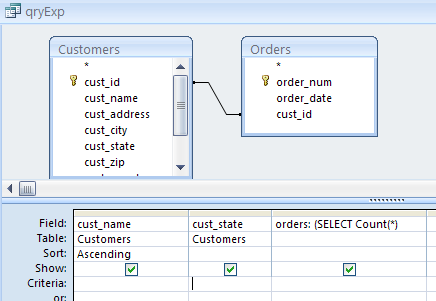 qryExp
Customers
*
cust_id
cust_name
cust_address
cust_city
cust_state
cust_zip
Orders
*
order_num
order_date
cust_id
Field: cust_name cust_state orders: (SELECT Count(*)
Table: Customers Customers
Sort: Ascending
Show:
Criteria:
or: